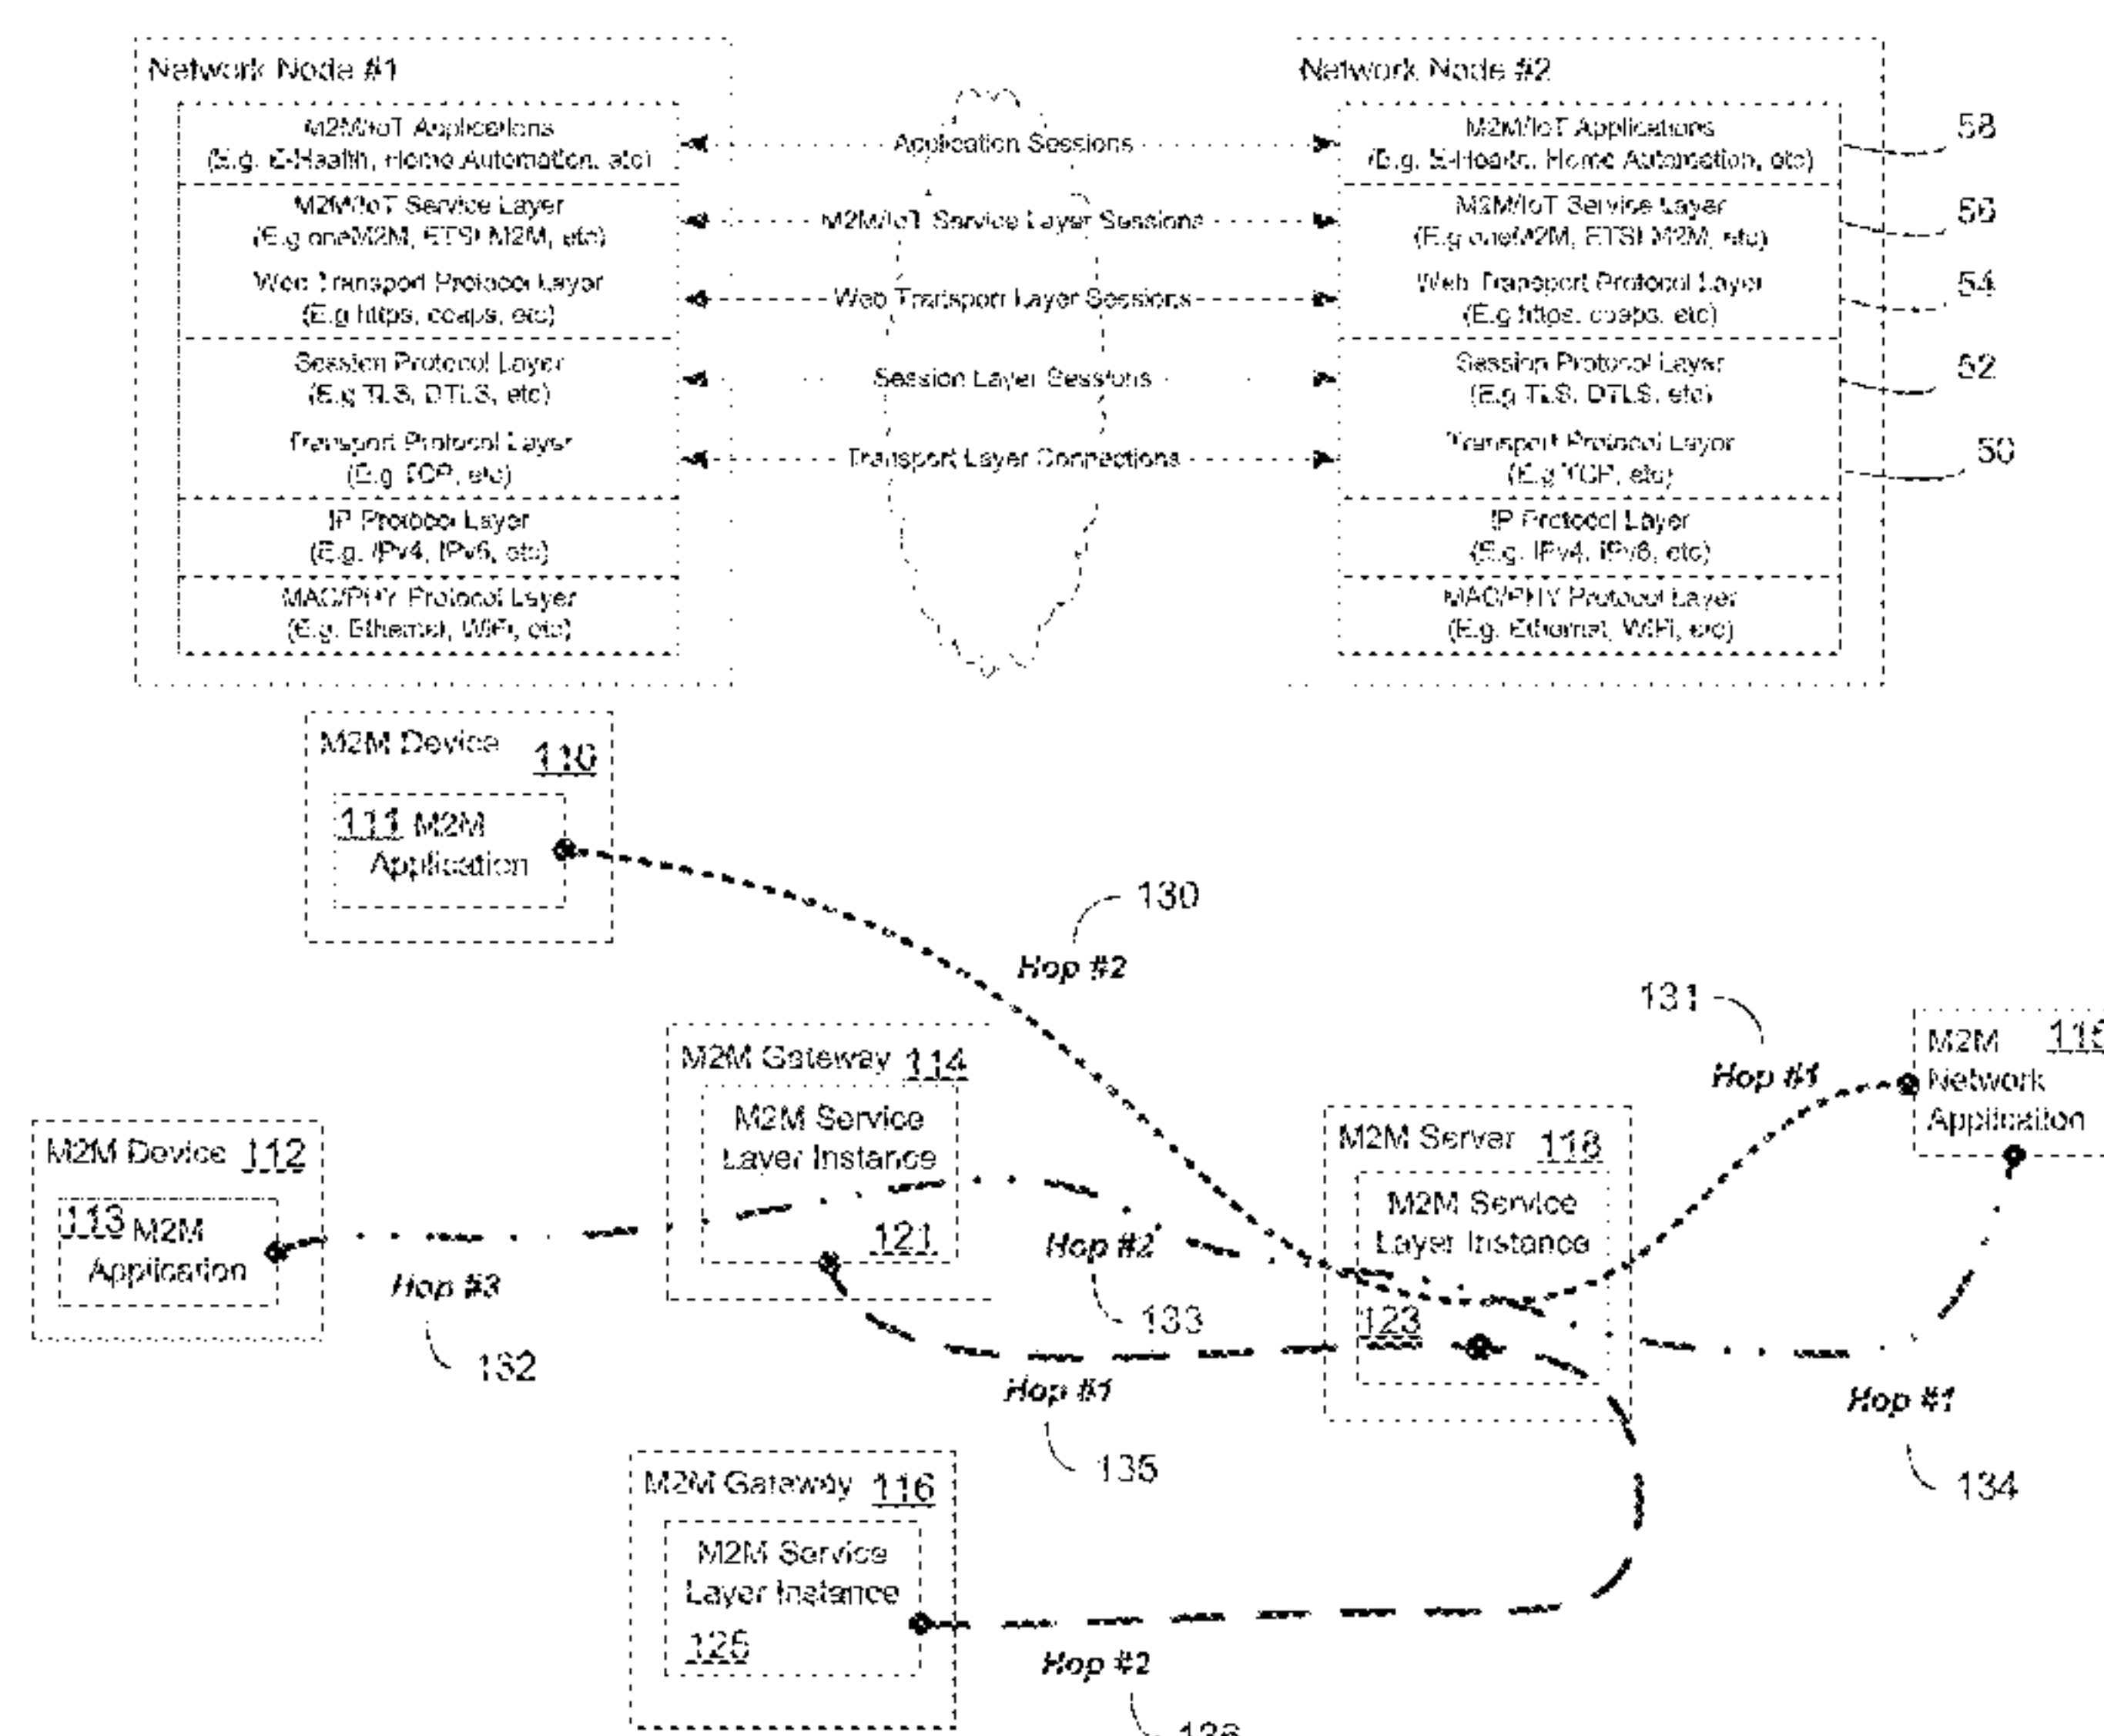 Network Node #1
M2M/IoT Applications
(E.g. E-Health, Home Automation, etc)
M2M/IoT Service Layer
(E.g oneM2M, ETSI M2M, etc)
Web Transport Protocol Layer
(E.g https, coaps, etc)
Session Protocol Layer
(E.g TLS, DTLS, etc)
Transport Protocol Layer
(E.g TCP, etc)
IP Protocol Layer
(E.g. IPv4, IPv6, etc)
MAC/PHY Protocol Layer
(E.g. Ethernet, WiFi, etc)
Application Sessions
M2M/IoT Service Layer Sessions
Web Transport Layer Sessions
Session Layer Sessions
Transport Layer Connections
Network Node #2
M2M/IoT Applications
(E.g. E-Health, Home Automation, etc)
M2M/IoT Service Layer
(E.g oneM2M, ETSI M2M, etc)
Web Transport Protocol Layer
(E.g https, coaps, etc)
Session Protocol Layer
(E.g TLS, DTLS, etc)
Transport Protocol Layer
(E.g TCP, etc)
IP Protocol Layer
(E.g. IPv4, IPv6, etc)
MAC/PHY Protocol Layer
(E.g. Ethernet, WiFi, etc)
58
56
54
52
50
M2M Device 110
111 M2M
Application
130
Hop #2
131
Hop #1
M2M 115
Network
Application
M2M Gateway 114
M2M Service
Layer Instance
121
M2M Device 112
113 M2M
Application
Hop #3
132
Hop #2
133
M2M Server 118
M2M Service
Layer Instance
123
Hop #1
135
Hop #1
134
M2M Gateway 116
M2M Service
Layer Instance
125
Hop #2
136